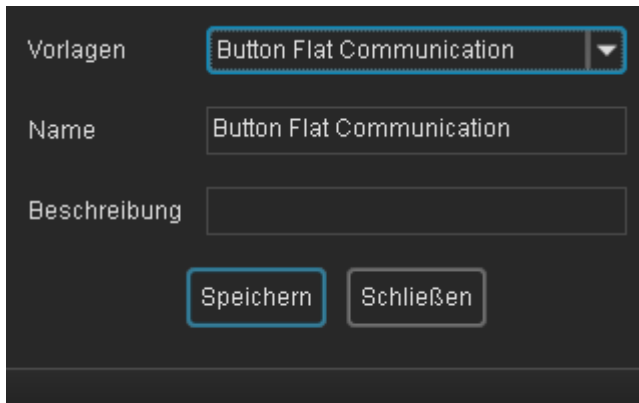 Vorlagen Button Flat Communication
Name Button Flat Communication
Beschreibung
Speichern Schließen